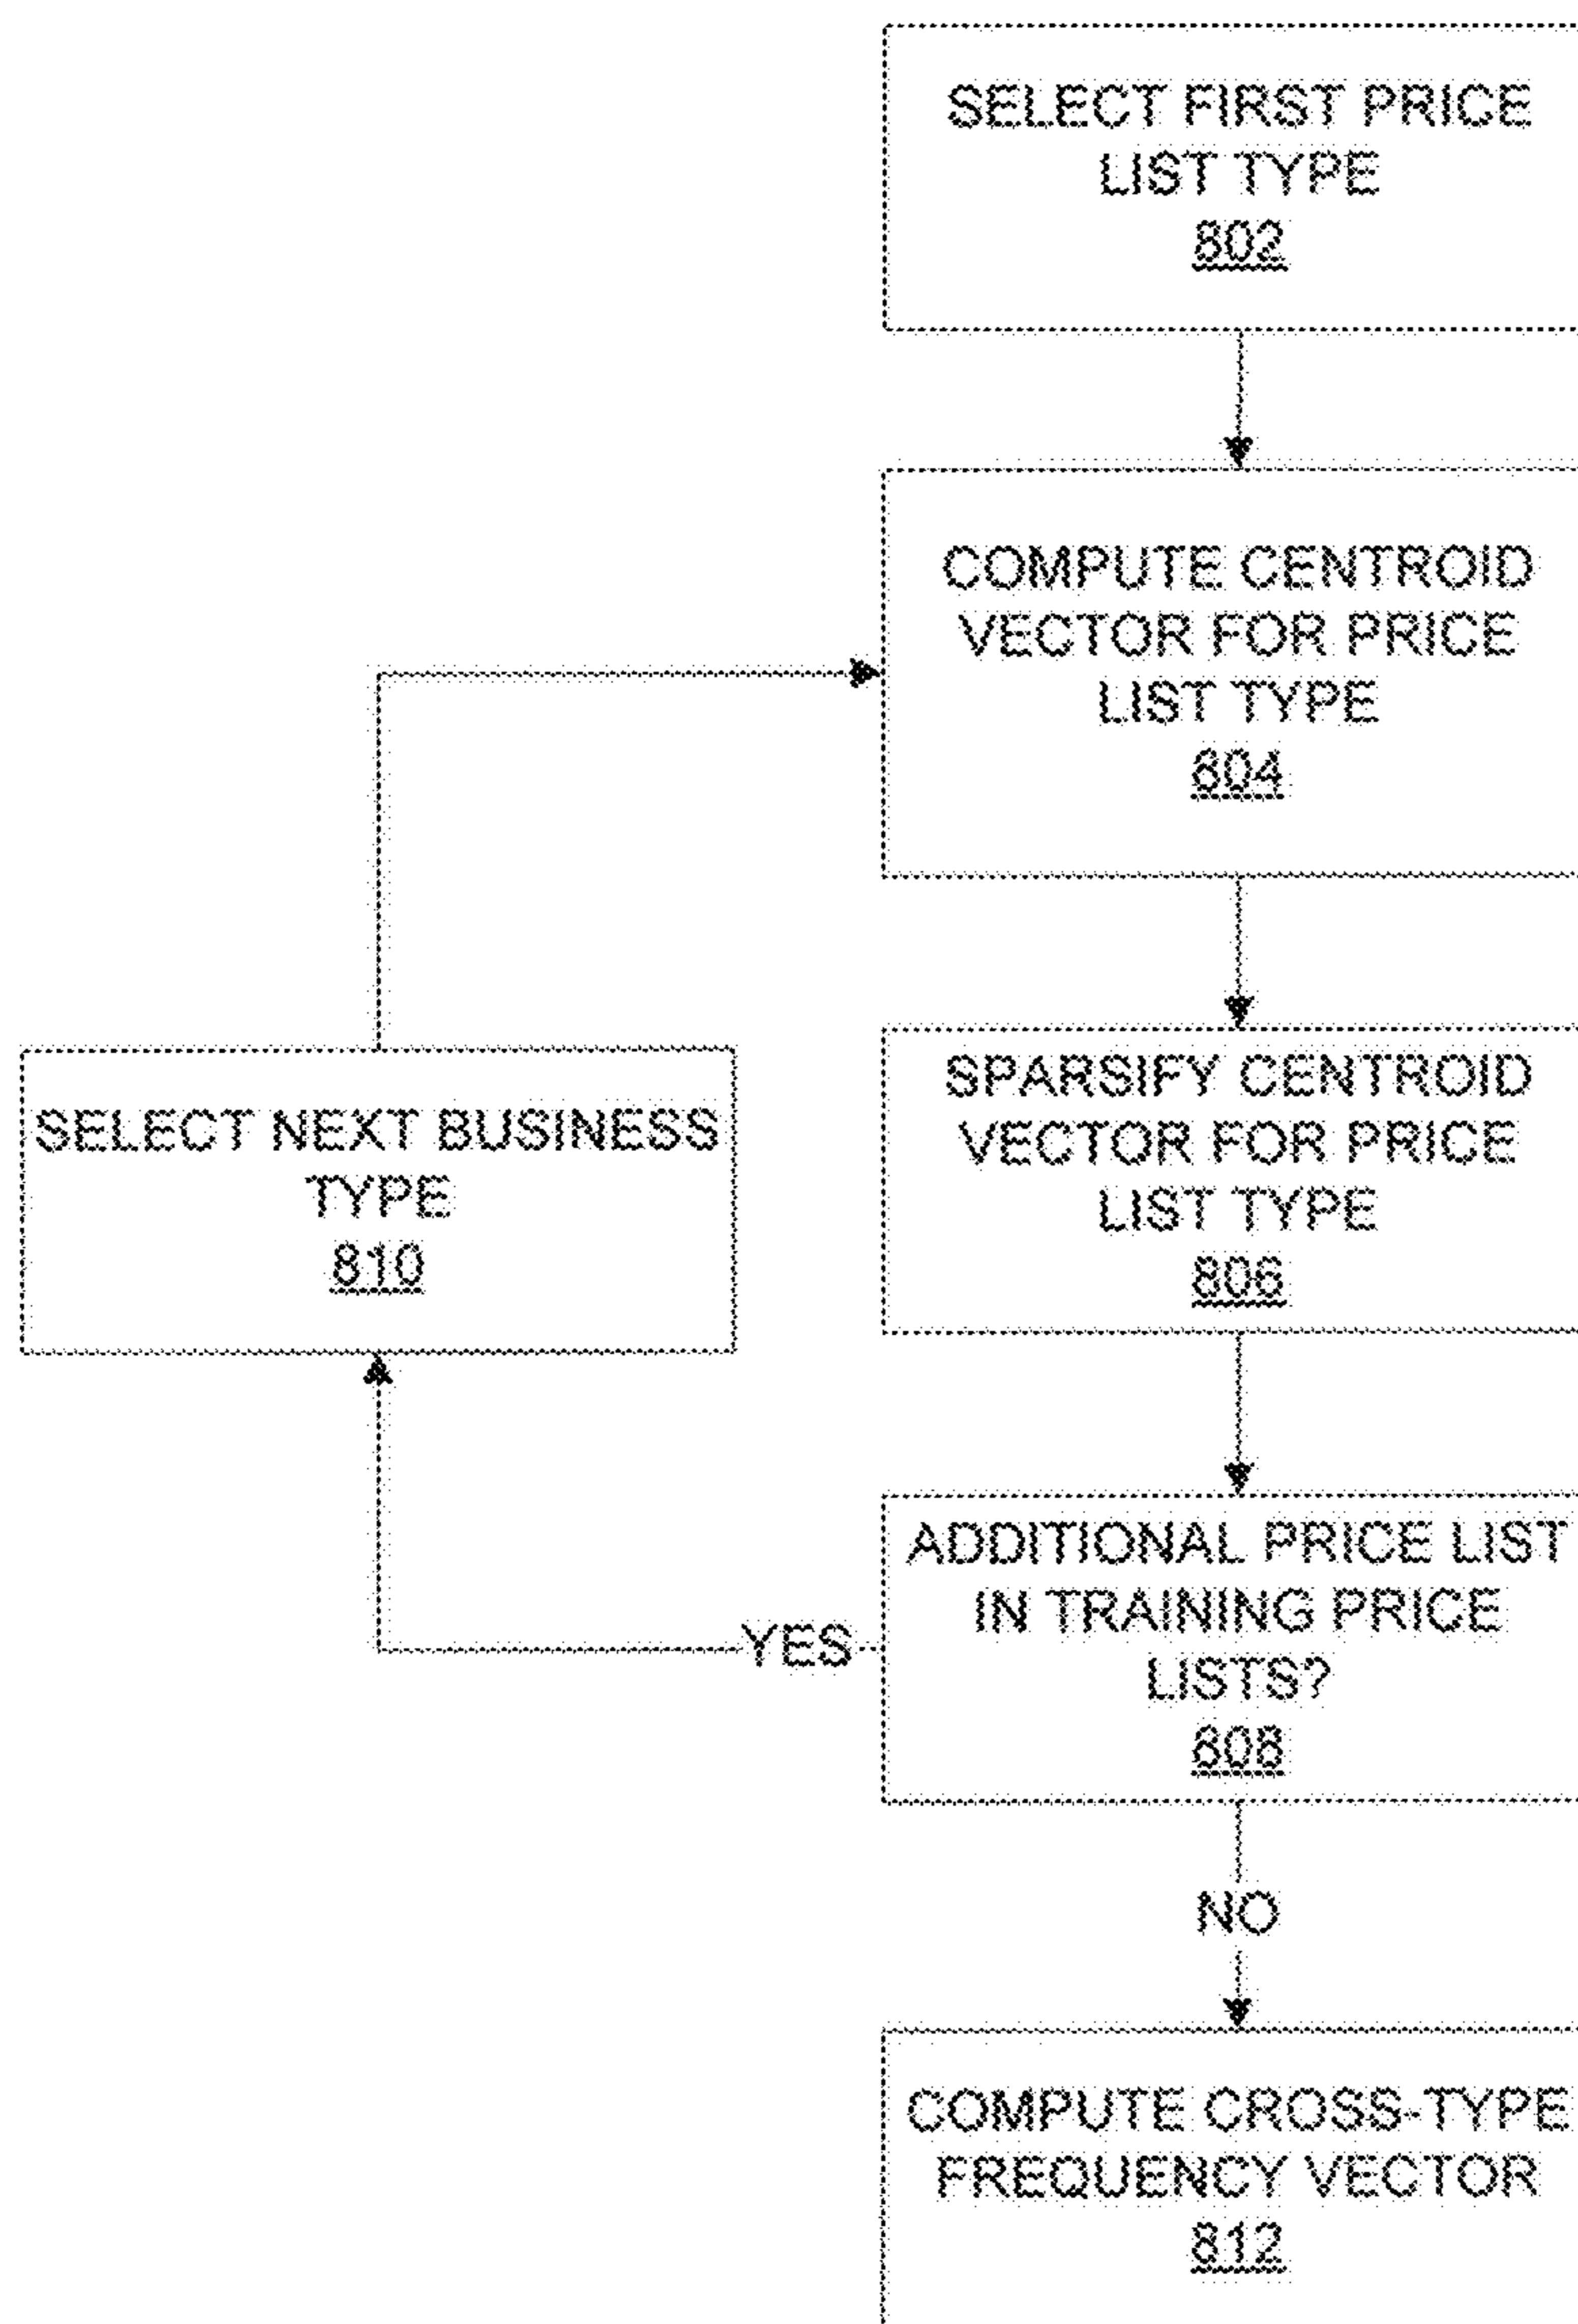 SELECT FIRST PRICE
LIST TYPE
802
COMPUTE CENTROID
VECTOR FOR PRICE
LIST TYPE
804
SPARSIFY CENTROID
VECTOR FOR PRICE
LIST TYPE
806
SELECT NEXT BUSINESS
TYPE
810
ADDITIONAL PRICE LIST
IN TRAINING PRICE
LISTS?
808
YES
NO
COMPUTE CROSS-TYPE
FREQUENCY VECTOR
812